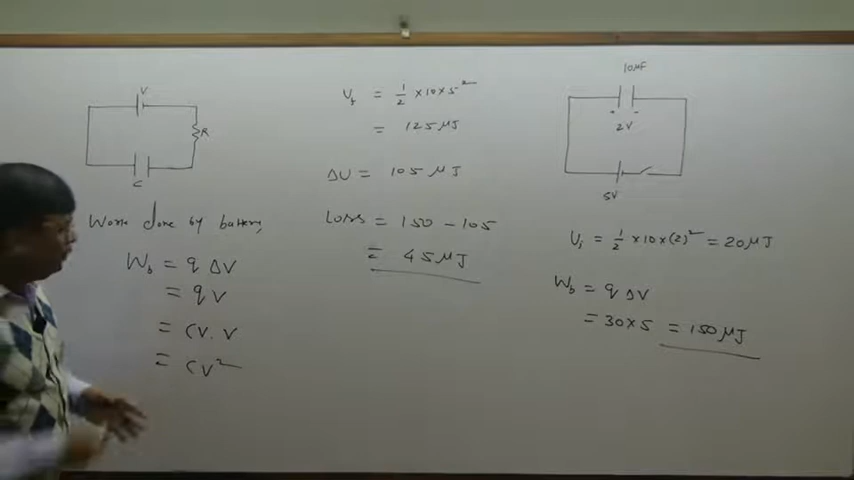 V
R
C
Work done by battery,
W_b = q ΔV
= qV
= CV. V
= CV²
U_f = 1/2 ×10×5²
= 125 μJ
ΔU = 105 μJ
Loss = 150 - 105
= 45 μJ
10μF
+ -
2V
5V
U_i = 1/2 ×10×(2)² = 20μJ
W_b = q ΔV
= 30×5 = 150 μJ